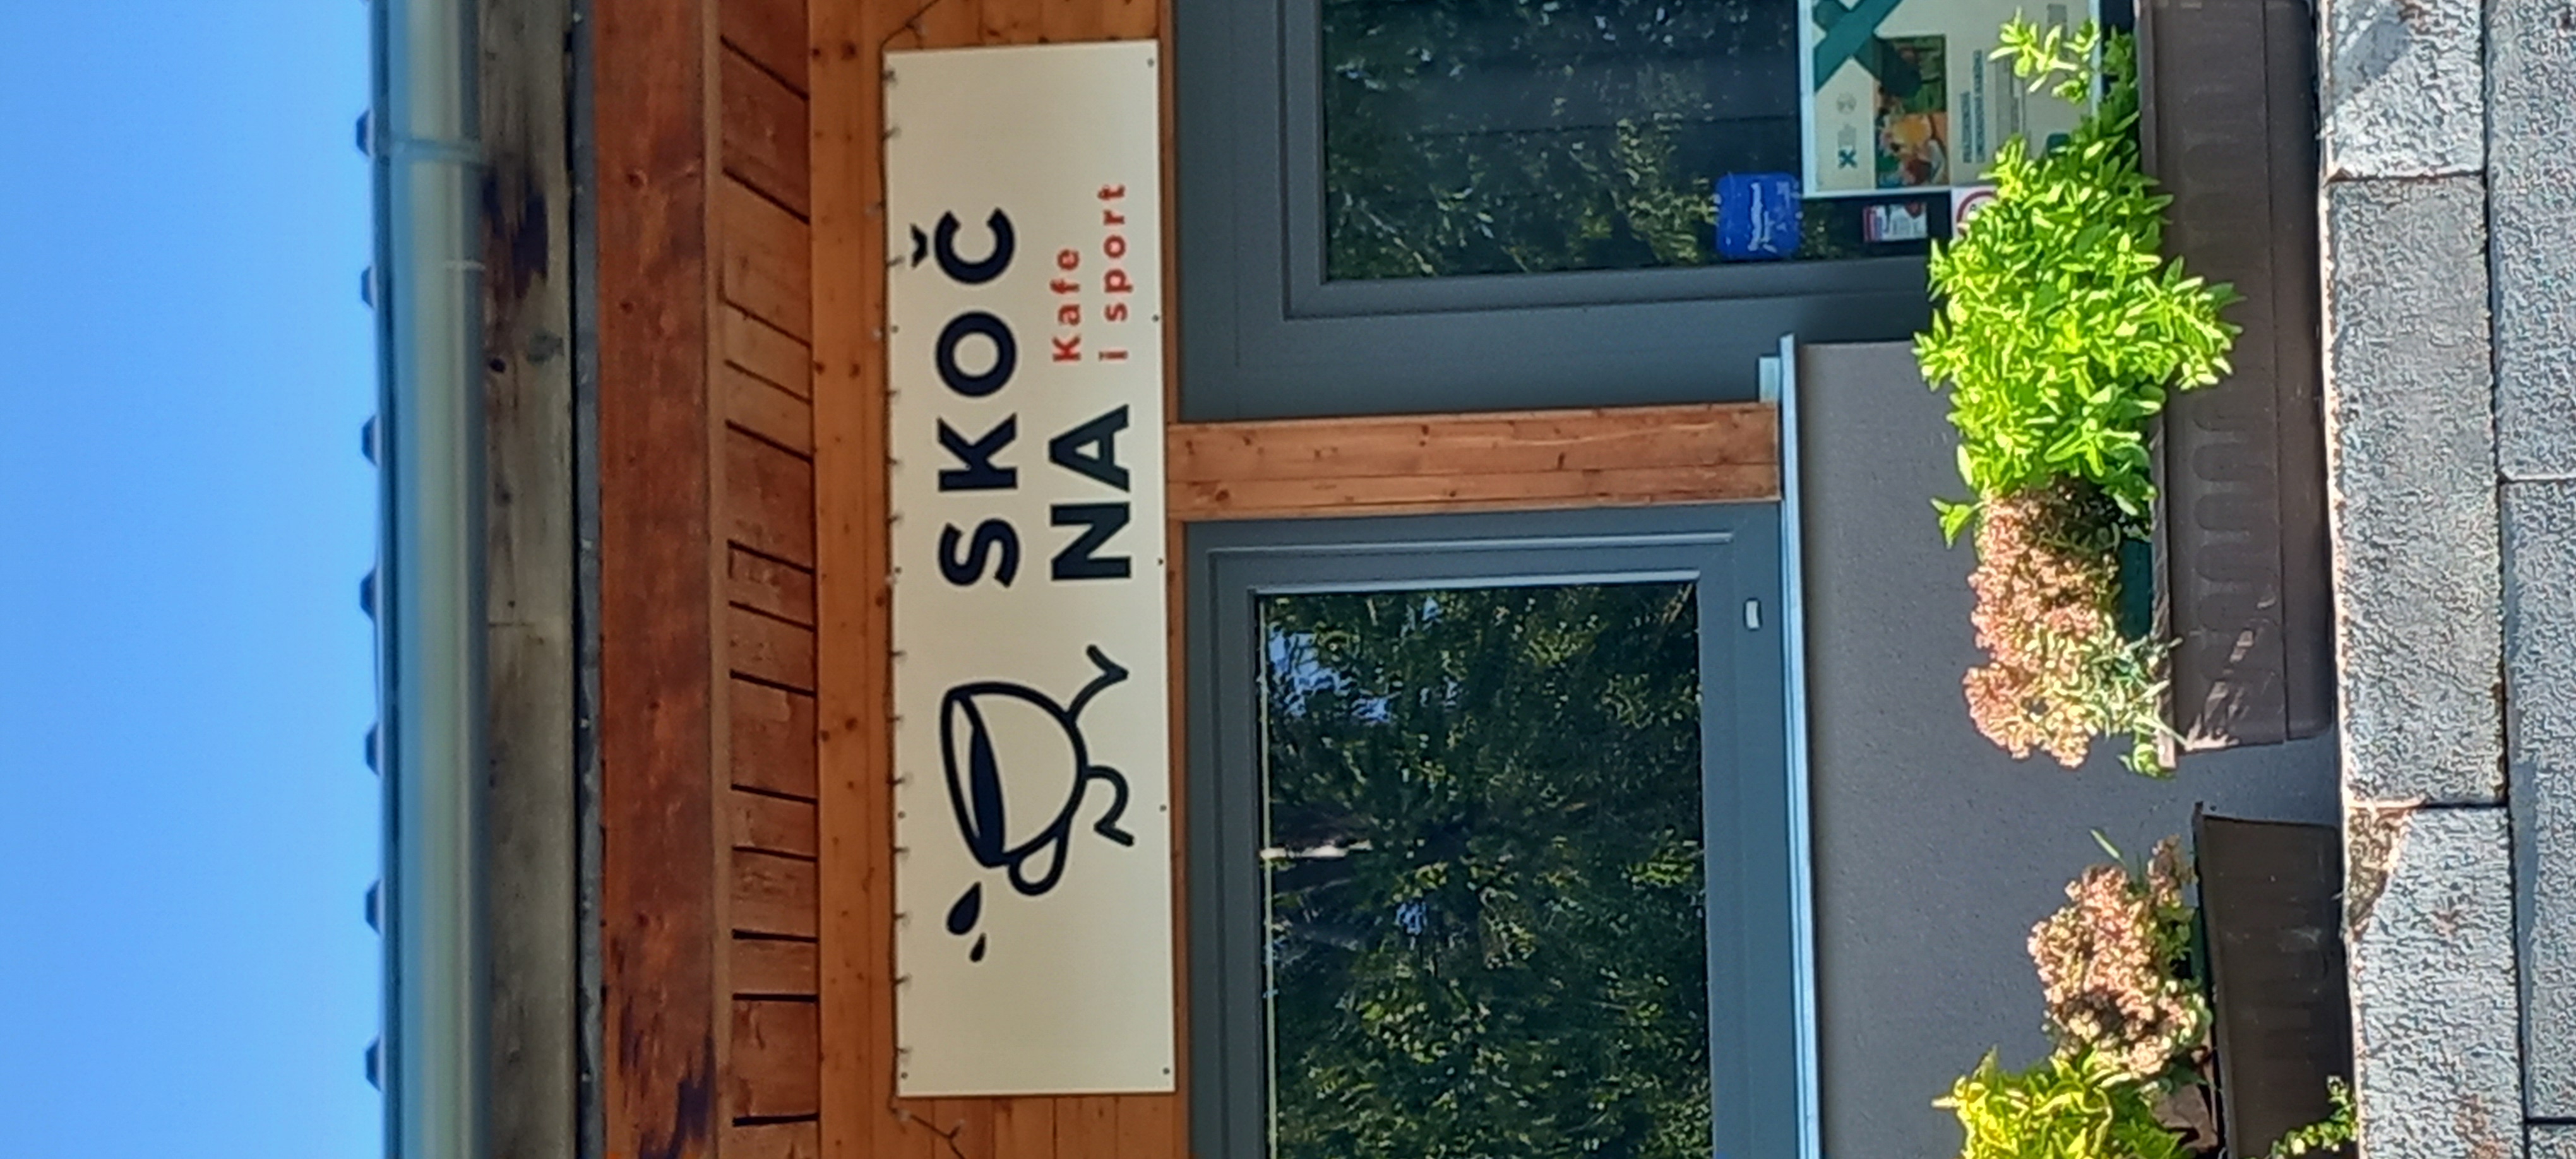 SKOČ
NA Kafe
i sport